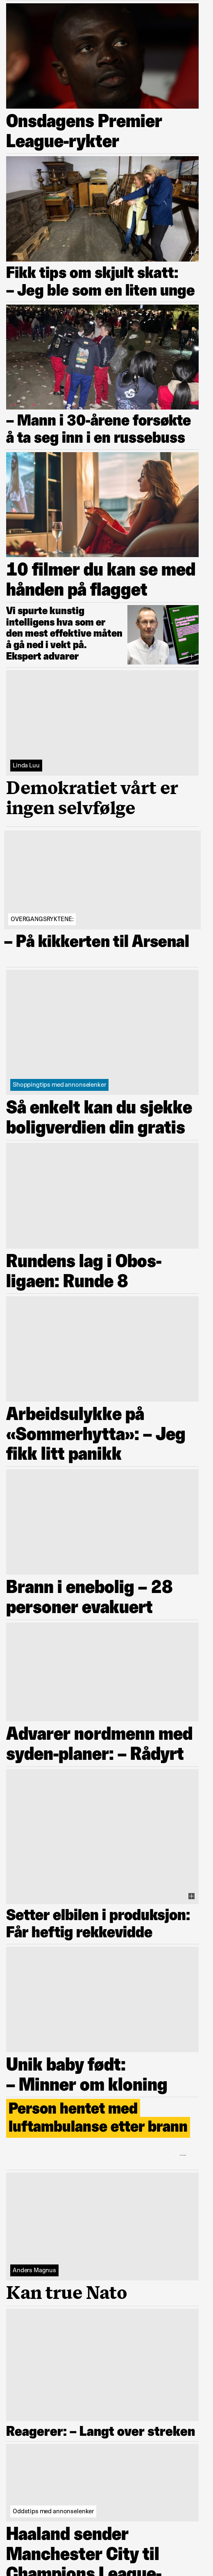 Onsdagens Premier
League-rykter
Fikk tips om skjult skatt:
– Jeg ble som en liten unge
– Mann i 30-årene forsøkte
å ta seg inn i en russebuss
10 filmer du kan se med
hånden på flagget
Vi spurte kunstig
intelligens hva som er
den mest effektive måten
å gå ned i vekt på.
Ekspert advarer
Linda Luu
Demokratiet vårt er
ingen selvfølge
OVERGANGSRYKTENE:
– På kikkerten til Arsenal
Shoppingtips med annonselenker
Så enkelt kan du sjekke
boligverdien din gratis
Rundens lag i Obos-
ligaen: Runde 8
Arbeidsulykke på
«Sommerhytta»: – Jeg
fikk litt panikk
Brann i enebolig – 28
personer evakuert
Advarer nordmenn med
syden-planer: – Rådyrt
Setter elbilen i produksjon:
Får heftig rekkevidde
Unik baby født:
– Minner om kloning
Person hentet med
luftambulanse etter brann
Anders Magnus
Kan true Nato
Reagerer: – Langt over streken
Oddstips med annonselenker
Haaland sender
Manchester City til
Champions League-